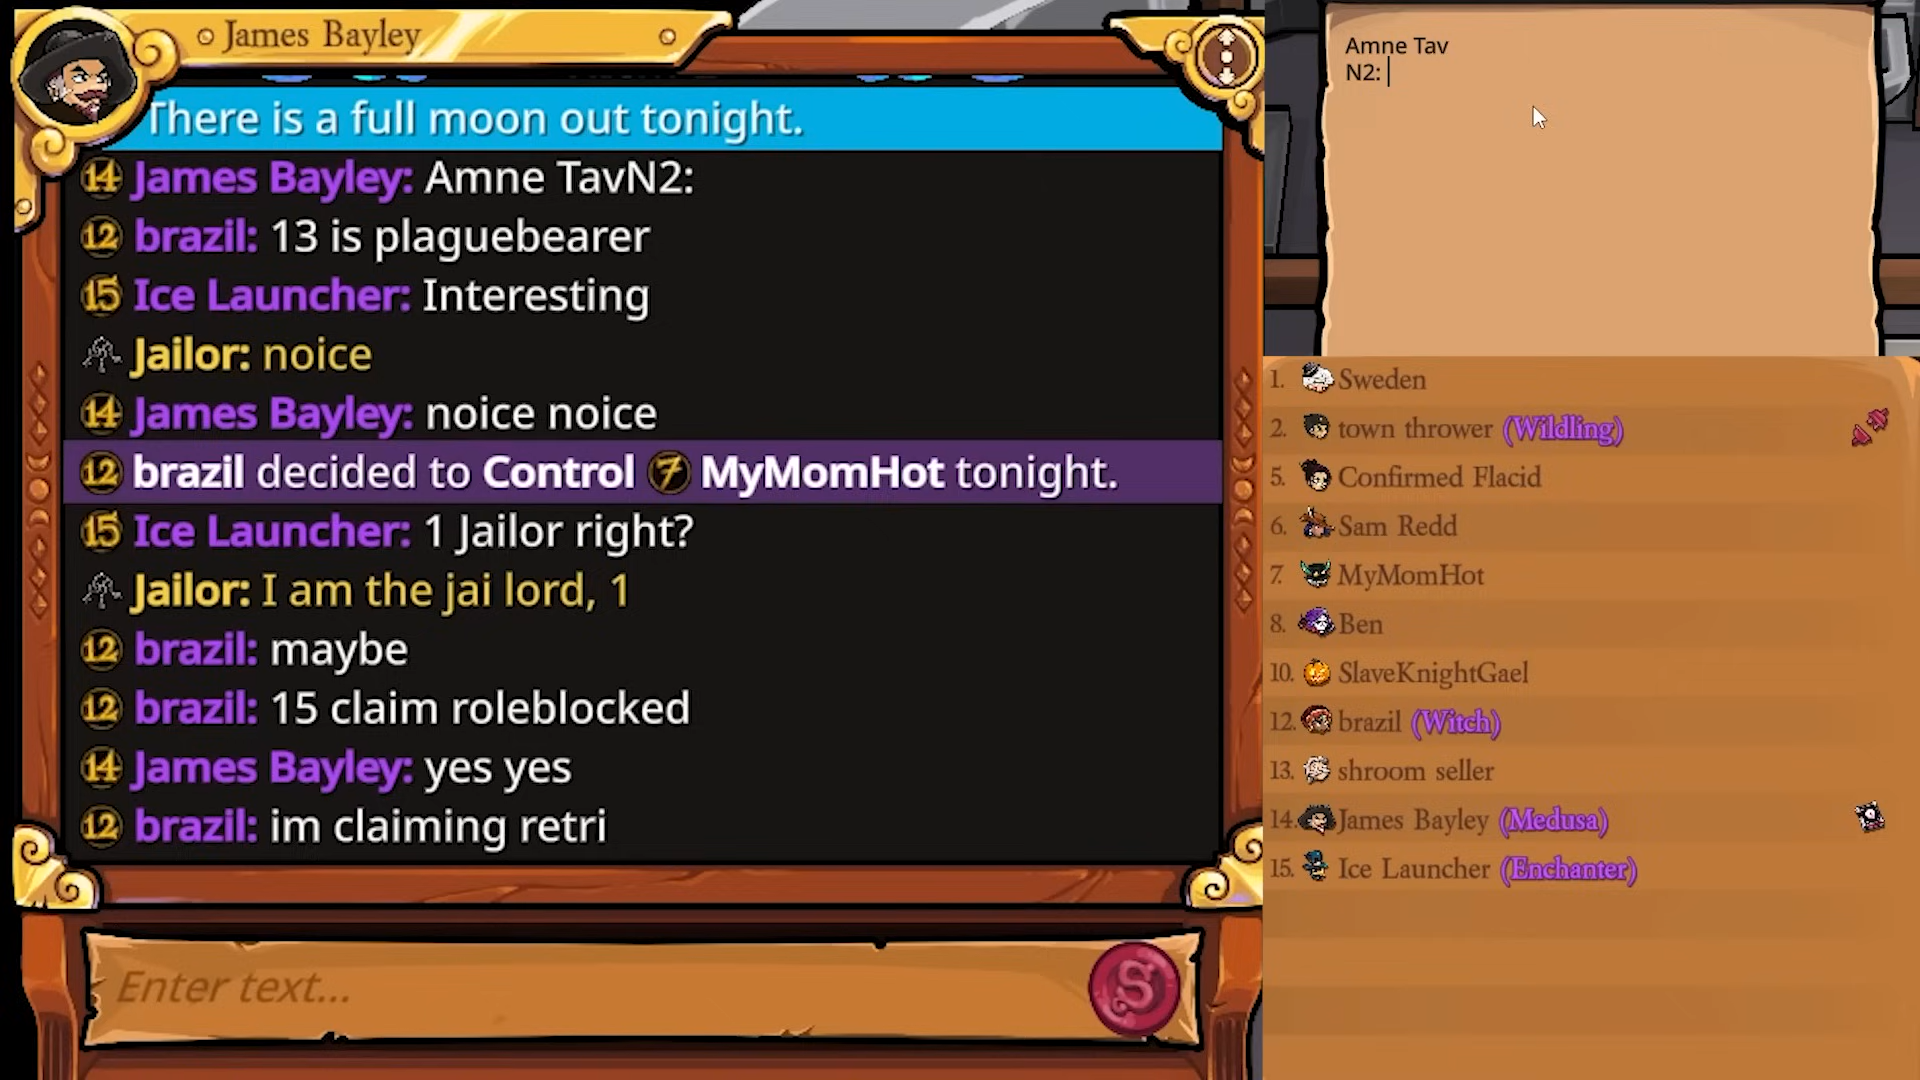 James Bayley
There is a full moon out tonight.
14 James Bayley: Amne TavN2:
12 brazil: 13 is plaguebearer
15 Ice Launcher: Interesting
Jailor: noice
14 James Bayley: noice noice
12 brazil decided to Control 7 MyMomHot tonight.
15 Ice Launcher: 1 Jailor right?
Jailor: I am the jai lord, 1
12 brazil: maybe
12 brazil: 15 claim roleblocked
14 James Bayley: yes yes
12 brazil: im claiming retri
Enter text...
S
Amne Tav
N2:
1. Sweden
2. town thrower (Wildling)
5. Confirmed Flacid
6. Sam Redd
7. MyMomHot
8. Ben
10. SlaveKnightGael
12. brazil (Witch)
13. shroom seller
14. James Bayley (Medusa)
15. Ice Launcher (Enchanter)